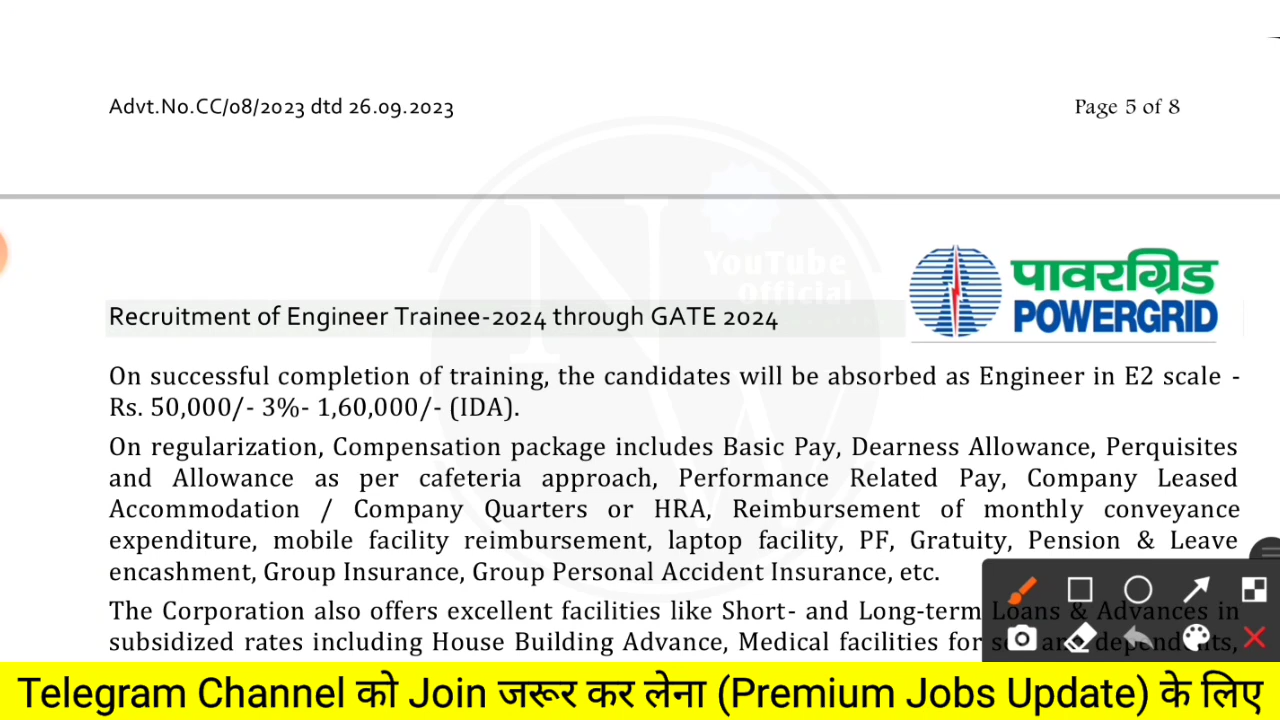 Advt.No.CC/08/2023 dtd 26.09.2023
Page 5 of 8
YouTube
Official
पावरग्रिड
POWERGRID
Recruitment of Engineer Trainee-2024 through GATE 2024
On successful completion of training, the candidates will be absorbed as Engineer in E2 scale -
Rs. 50,000/- 3%- 1,60,000/- (IDA).
On regularization, Compensation package includes Basic Pay, Dearness Allowance, Perquisites
and Allowance as per cafeteria approach, Performance Related Pay, Company Leased
Accommodation / Company Quarters or HRA, Reimbursement of monthly conveyance
expenditure, mobile facility reimbursement, laptop facility, PF, Gratuity, Pension & Leave
encashment, Group Insurance, Group Personal Accident Insurance, etc.
The Corporation also offers excellent facilities like Short- and Long-term Loans & Advances in
subsidized rates including House Building Advance, Medical facilities for self and dependents,
Telegram Channel को Join जरूर कर लेना (Premium Jobs Update) के लिए